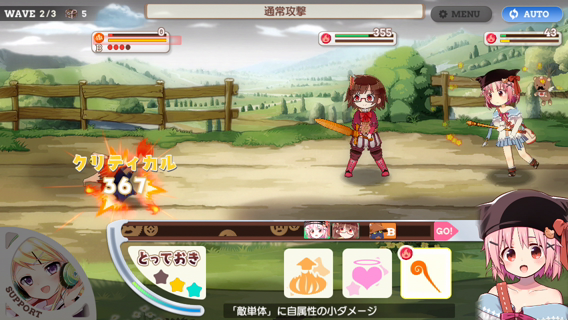 WAVE 2/3 5
通常攻撃
MENU
AUTO
0
355
43
クリティカル
367
B
GO!
とっておき
SUPPORT
「敵単体」に自属性の小ダメージ